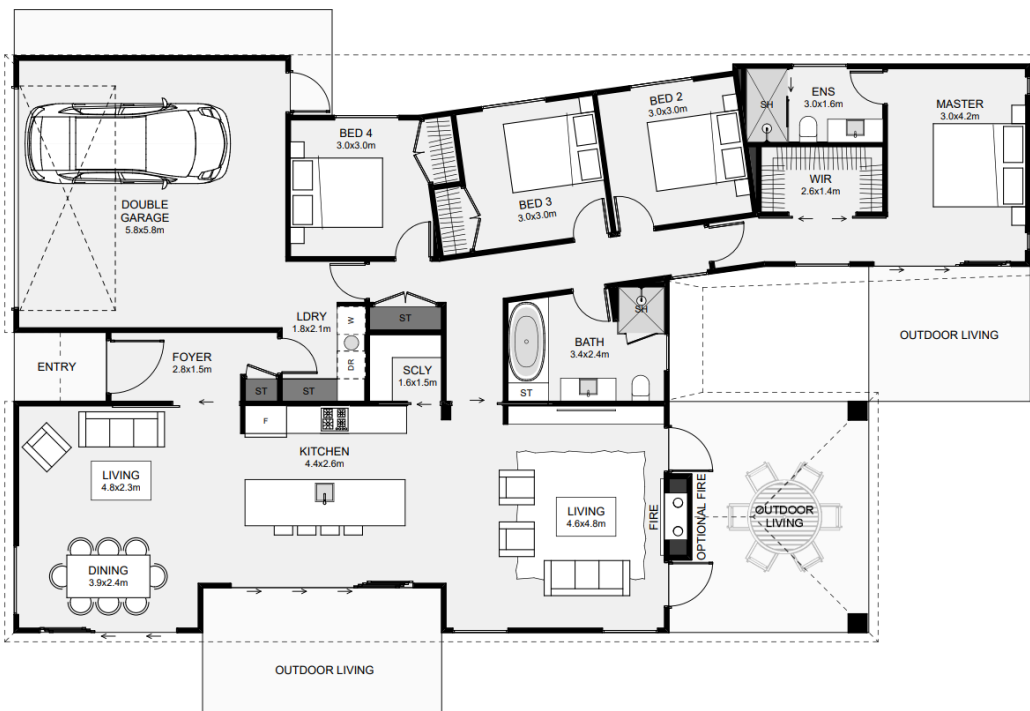 ENS
3.0x1.6m
SH
MASTER
3.0x4.2m
BED 2
3.0x3.0m
BED 4
3.0x3.0m
WIR
2.6x1.4m
BED 3
3.0x3.0m
DOUBLE
GARAGE
5.8x5.8m
SH
LDRY
1.8x2.1m
W
ST
OUTDOOR LIVING
BATH
3.4x2.4m
FOYER
2.8x1.5m
ENTRY
DR
SCLY
1.6x1.5m
ST
ST
ST
F
KITCHEN
4.4x2.6m
LIVING
4.8x2.3m
LIVING
4.6x4.8m
FIRE
OPTIONAL FIRE
OUTDOOR
LIVING
DINING
3.9x2.4m
OUTDOOR LIVING